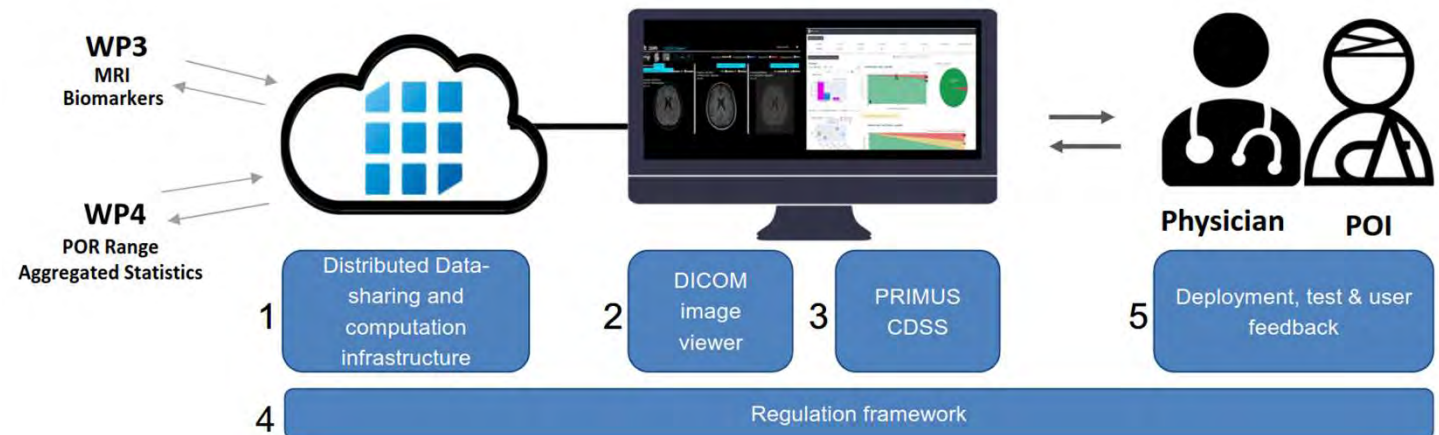 WP3
MRI
Biomarkers
WP4
POR Range
Aggregated Statistics
Physician
POI
1
Distributed Data-
sharing and
computation
infrastructure
2
DICOM
image
viewer
3
PRIMUS
CDSS
5
Deployment, test & user
feedback
4
Regulation framework